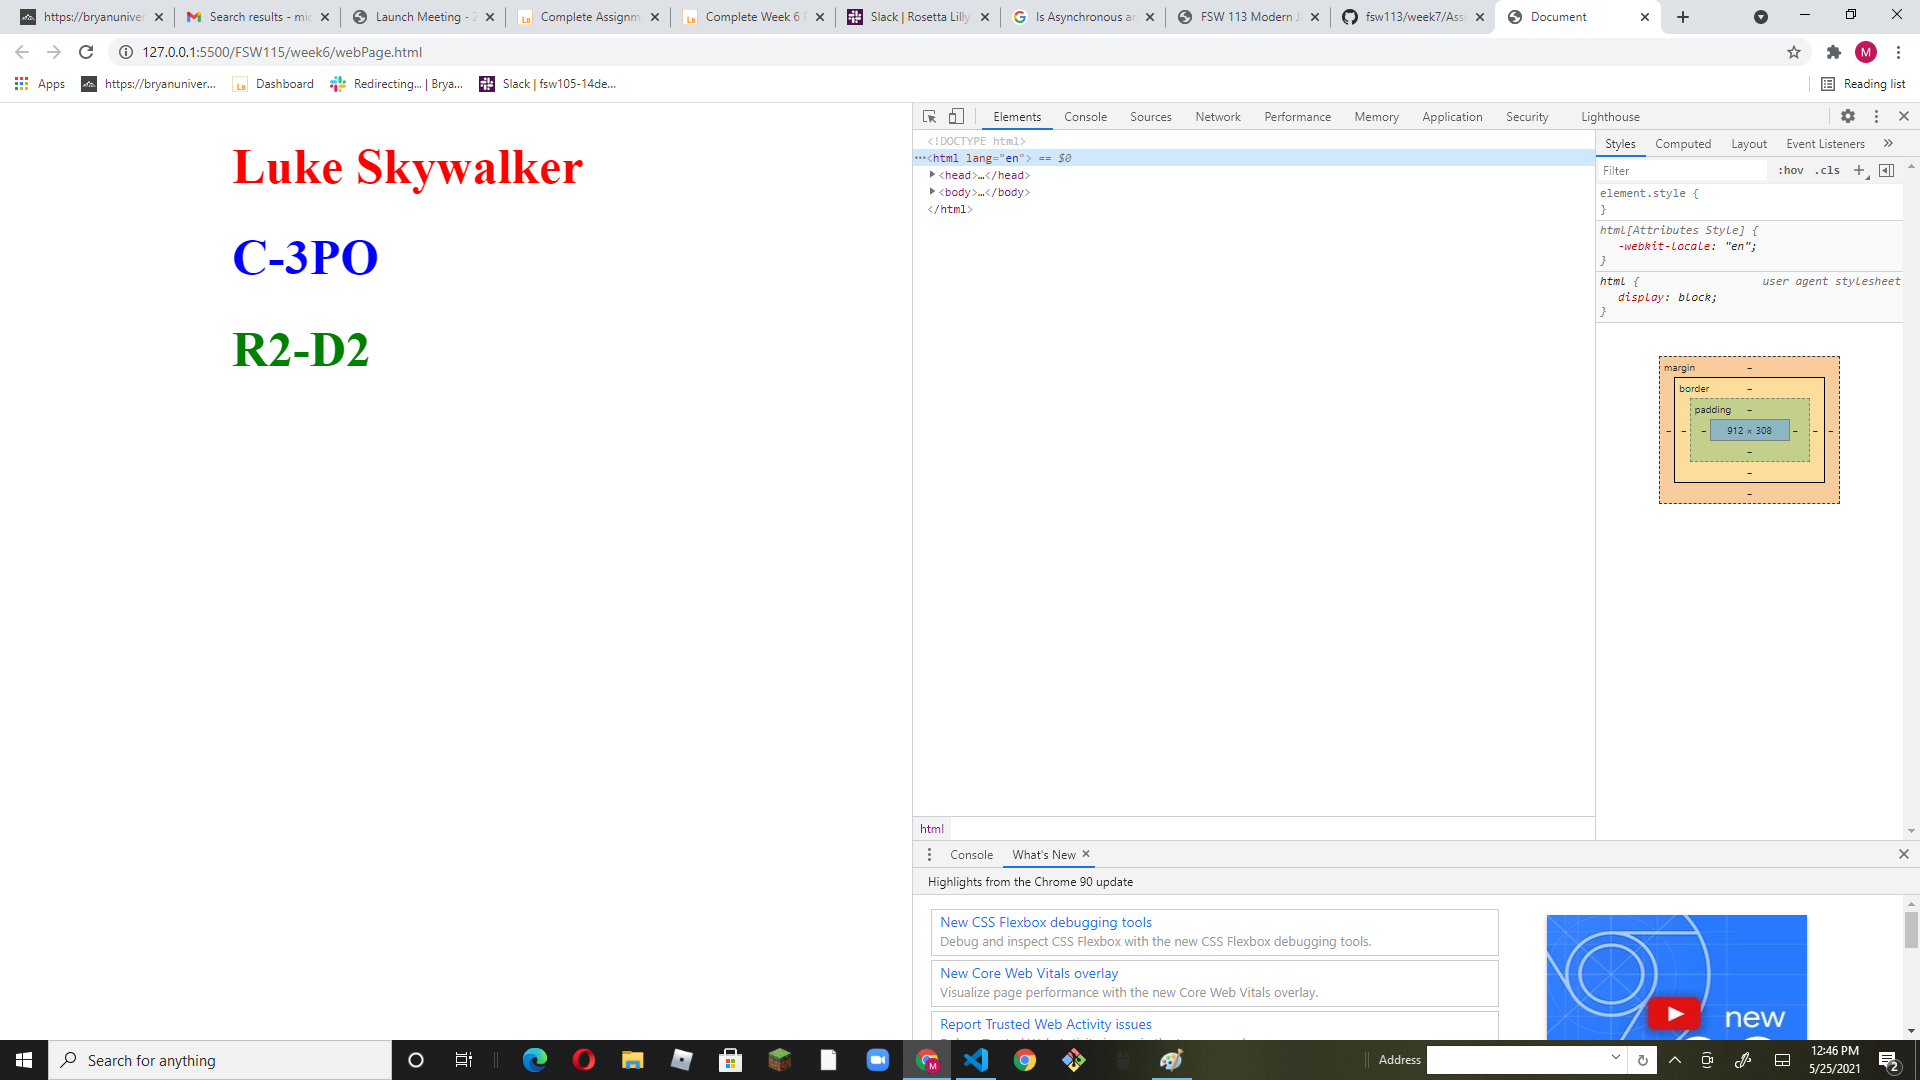 https://bryanuniver
Search results - mic
Launch Meeting - Z
Complete Assignm
Complete Week 6 P
Slack | Rosetta Lilly
Is Asynchronous an
FSW 113 Modern J
fsw113/week7/Assi
Document
127.0.0.1:5500/FSW115/week6/webPage.html
M
Apps
https://bryanuniver...
Dashboard
Redirecting... | Brya...
Slack | fsw105-14de...
Reading list
Luke Skywalker
C-3PO
R2-D2
Elements
Console
Sources
Network
Performance
Memory
Application
Security
Lighthouse
<!DOCTYPE html>
…<html lang="en"> == $0
<head>…</head>
<body>…</body>
</html>
html
Styles
Computed
Layout
Event Listeners
Filter
:hov .cls
element.style {
}
html[Attributes Style] {
-webkit-locale: "en";
}
html { user agent stylesheet
display: block;
}
margin –
border –
padding –
– – – 912 × 308 – – –
–
–
–
Console
What's New
Highlights from the Chrome 90 update
New CSS Flexbox debugging tools
Debug and inspect CSS Flexbox with the new CSS Flexbox debugging tools.
New Core Web Vitals overlay
Visualize page performance with the new Core Web Vitals overlay.
Report Trusted Web Activity issues
new
Search for anything
Address
12:46 PM
5/25/2021
2